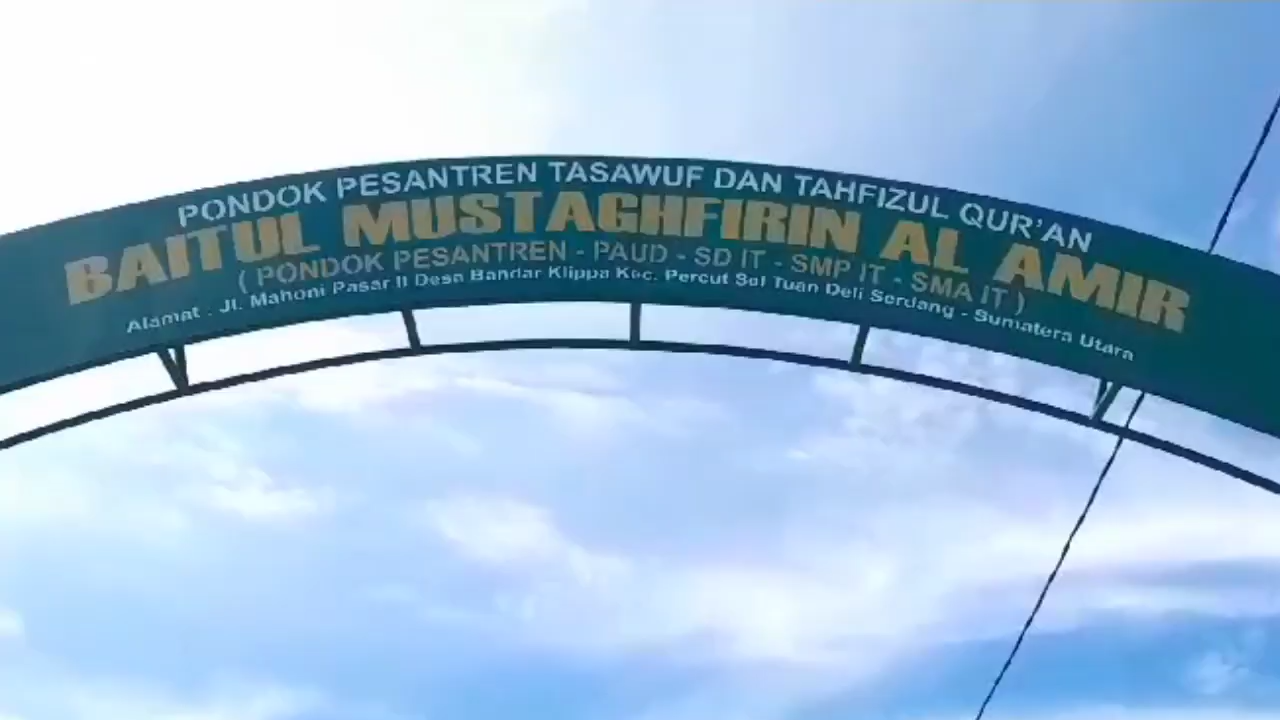 PONDOK PESANTREN TASAWUF DAN TAHFIZUL QUR'AN
BAITUL MUSTAGHFIRIN AL AMIR
( PONDOK PESANTREN - PAUD - SD IT - SMP IT - SMA IT )
Alamat : Jl. Mahoni Pasar II Desa Bandar Klippa Kec. Percut Sei Tuan Deli Serdang - Sumatera Utara